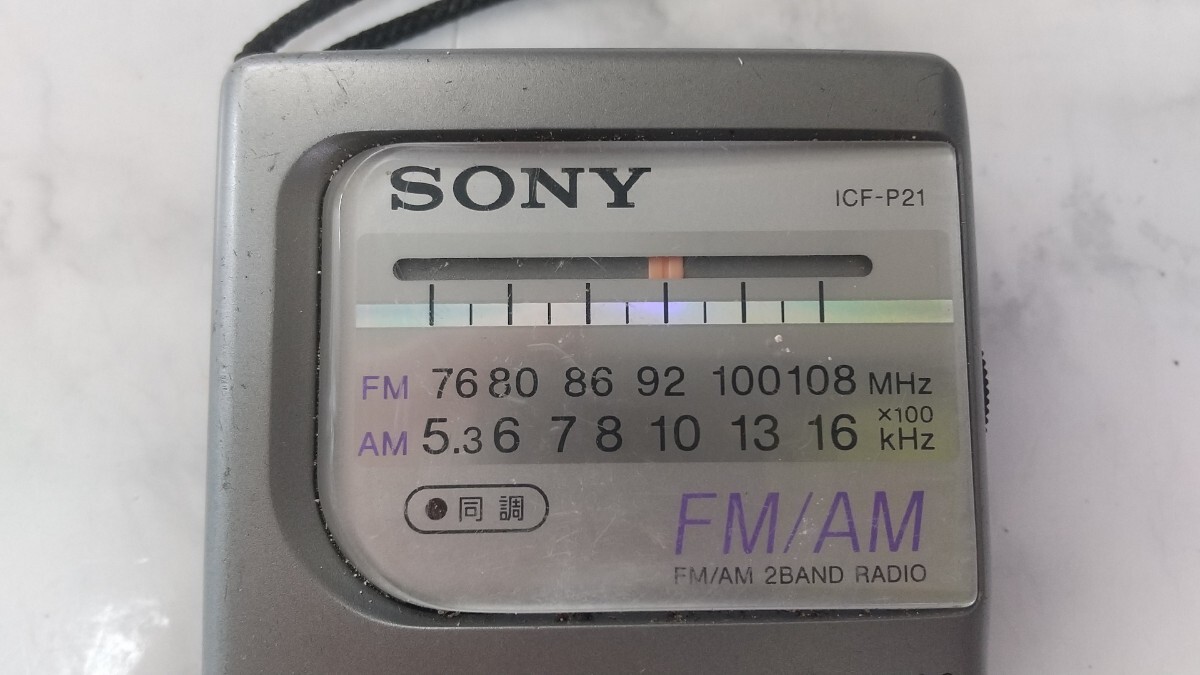 SONY
ICF-P21
FM 76 80 86 92 100 108 MHz
AM 5.3 6 7 8 10 13 16 ×100 kHz
同調
FM/AM
FM/AM 2BAND RADIO